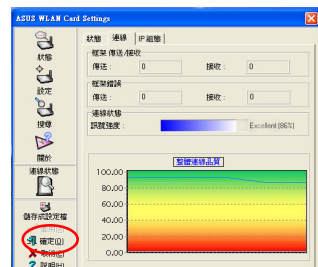 ASUS WLAN Card Settings
狀態
設定
搜尋
關於
連線狀態
儲存成設定檔
確定(O)
取消(C)
說明(H)
狀態 連線 IP 組態
框架 傳送/接收
傳送 : 0 接收 : 0
框架錯誤
傳送 : 0 接收 : 0
連線狀態
訊號強度 : Excellent (86%)
整體連線品質
100.00
80.00
60.00
40.00
20.00
0.00